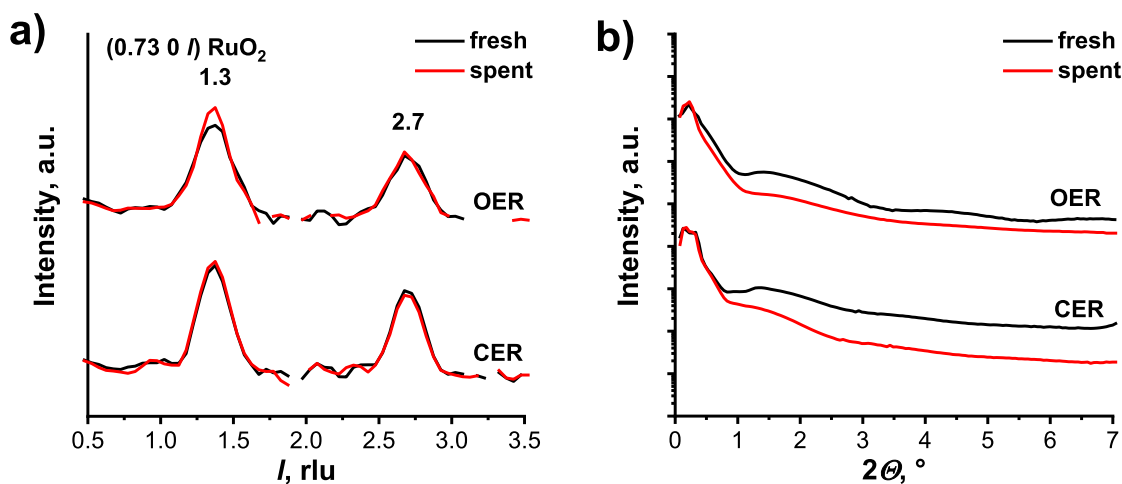 a)
(0.73 0 l) RuO₂
1.3
2.7
fresh
spent
OER
CER
Intensity, a.u.
0.5 1.0 1.5 2.0 2.5 3.0 3.5
l, rlu
b)
fresh
spent
OER
CER
Intensity, a.u.
0 1 2 3 4 5 6 7
2Θ, °